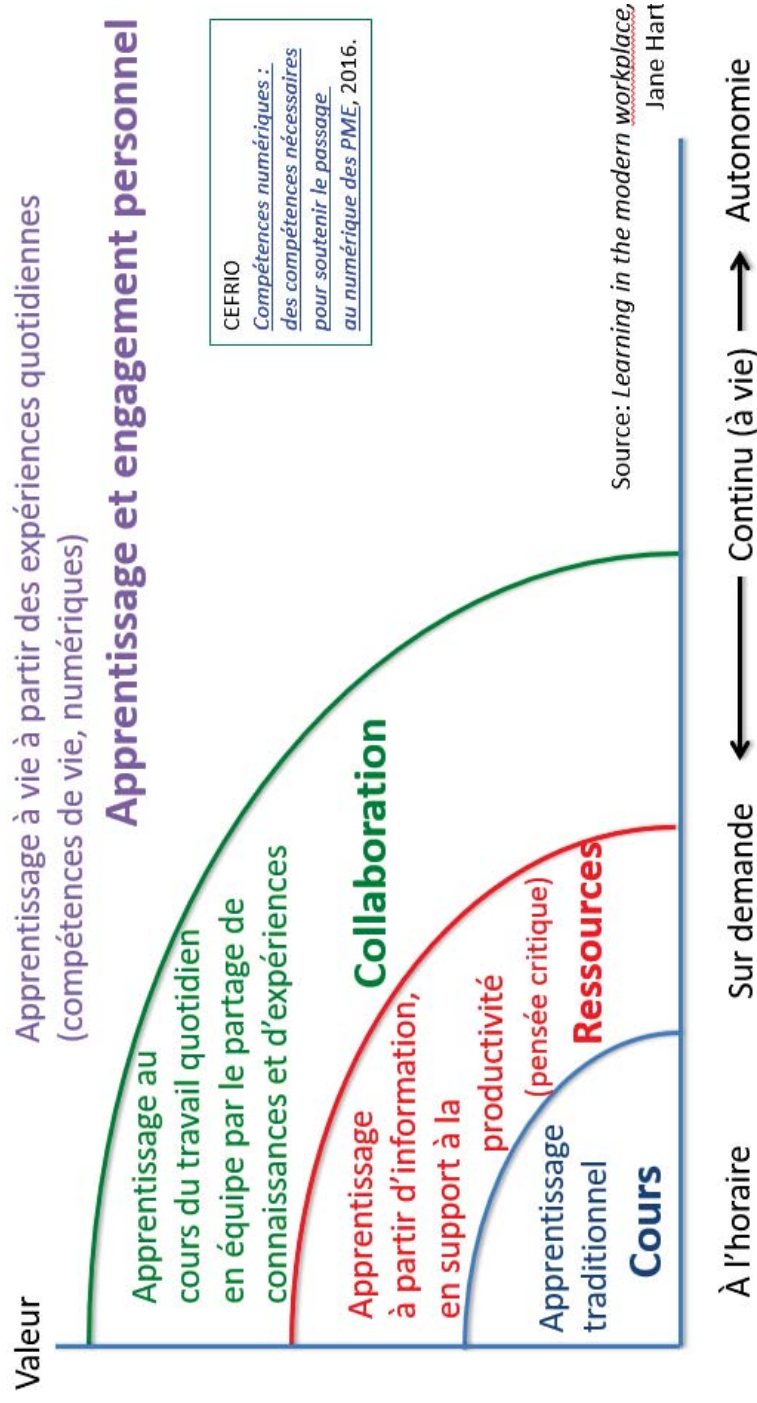 Valeur
Apprentissage à vie à partir des expériences quotidiennes
(compétences de vie, numériques)
Apprentissage et engagement personnel
Apprentissage au
cours du travail quotidien
en équipe par le partage de
connaissances et d'expériences
Collaboration
CEFRIO
Compétences numériques :
des compétences nécessaires
pour soutenir le passage
au numérique des PME, 2016.
Apprentissage
à partir d'information,
en support à la
productivité
(pensée critique)
Ressources
Apprentissage
traditionnel
Cours
Source: Learning in the modern workplace,
Jane Hart
À l'horaire
Sur demande
Continu (à vie)
Autonomie